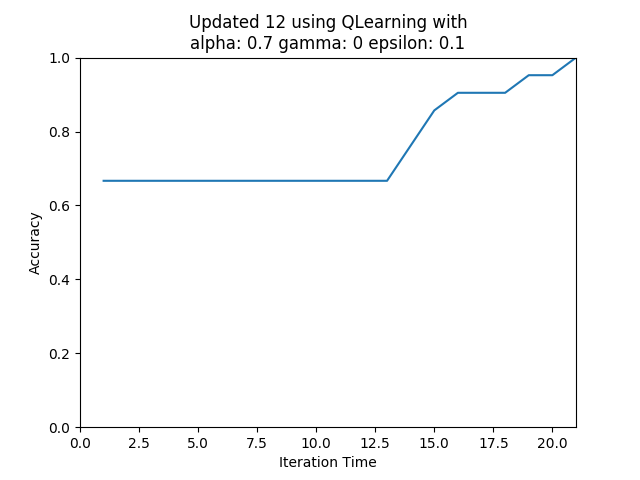 Updated 12 using QLearning with
alpha: 0.7 gamma: 0 epsilon: 0.1
1.0
0.8
0.6
0.4
0.2
0.0
Accuracy
0.0 2.5 5.0 7.5 10.0 12.5 15.0 17.5 20.0
Iteration Time